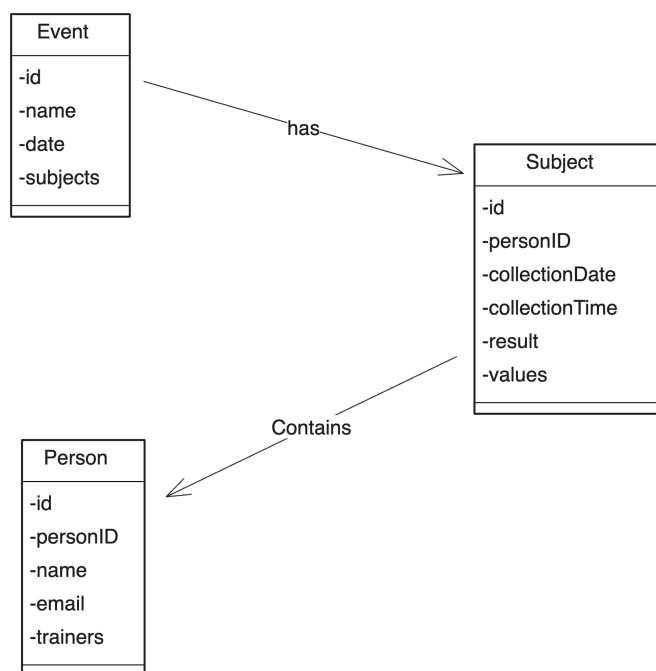 Event
-id
-name
-date
-subjects
has
Subject
-id
-personID
-collectionDate
-collectionTime
-result
-values
Contains
Person
-id
-personID
-name
-email
-trainers